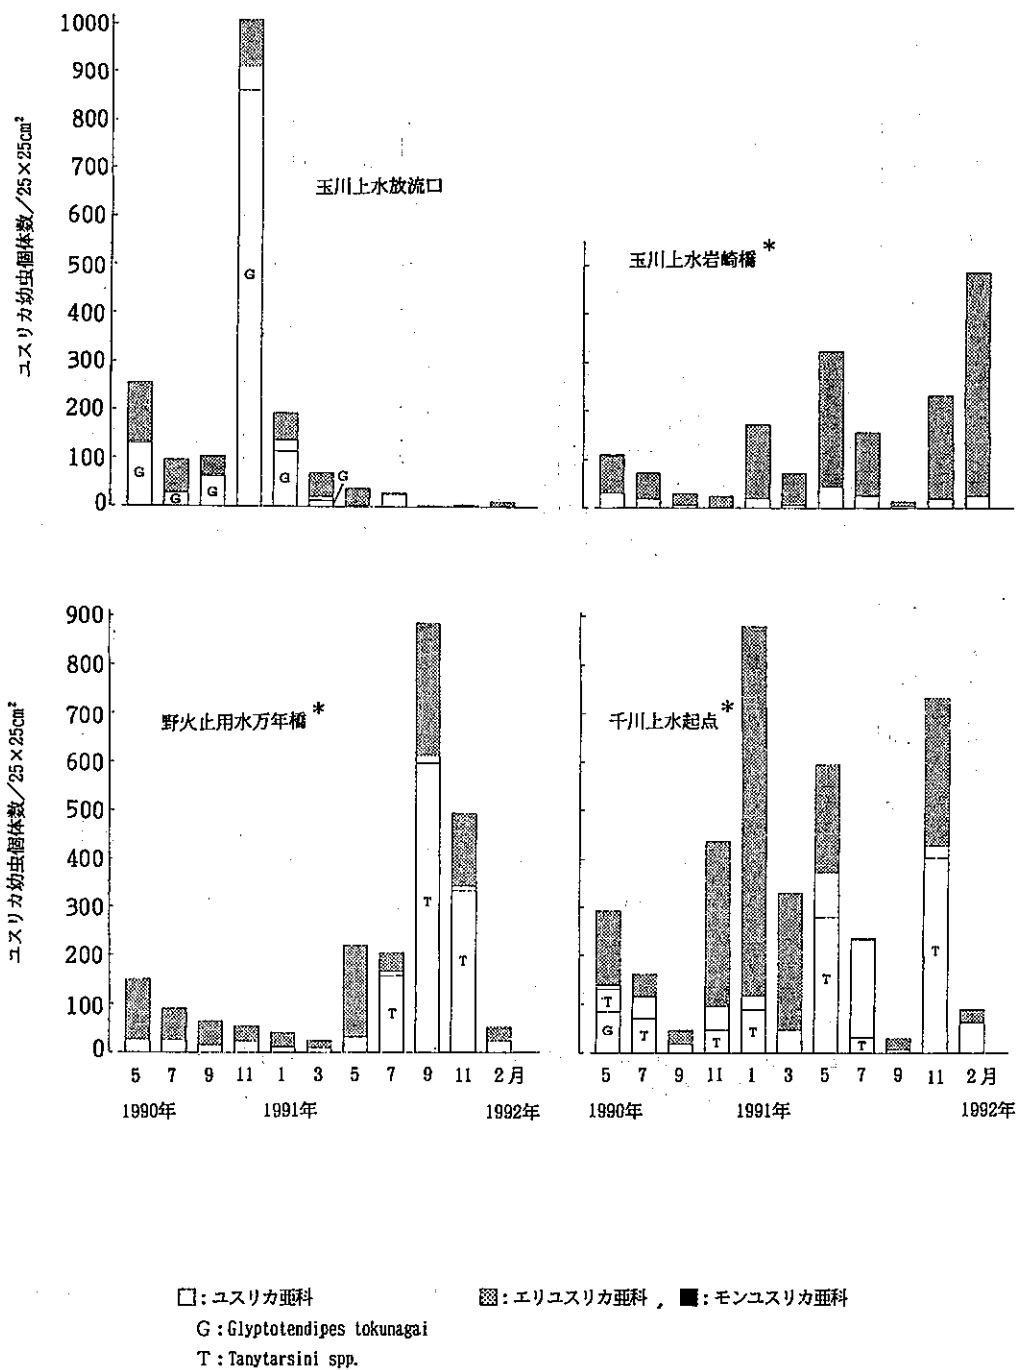 ユスリカ幼虫個体数/25×25cm²
1000
900
800
700
600
500
400
300
200
100
0
玉川上水放流口
G
G
G
G
G
G
玉川上水岩崎橋*
ユスリカ幼虫個体数/25×25cm²
900
800
700
600
500
400
300
200
100
0
野火止用水万年橋*
T
T
T
5 7 9 11 1 3 5 7 9 11 2月
1990年 1991年 1992年
千川上水起点*
T
G
T
T
T
T
T
T
5 7 9 11 1 3 5 7 9 11 2月
1990年 1991年 1992年
□:ユスリカ亜科 ▩:エリユスリカ亜科, ■:モンユスリカ亜科
G:Glyptotendipes tokunagai
T:Tanytarsini spp.